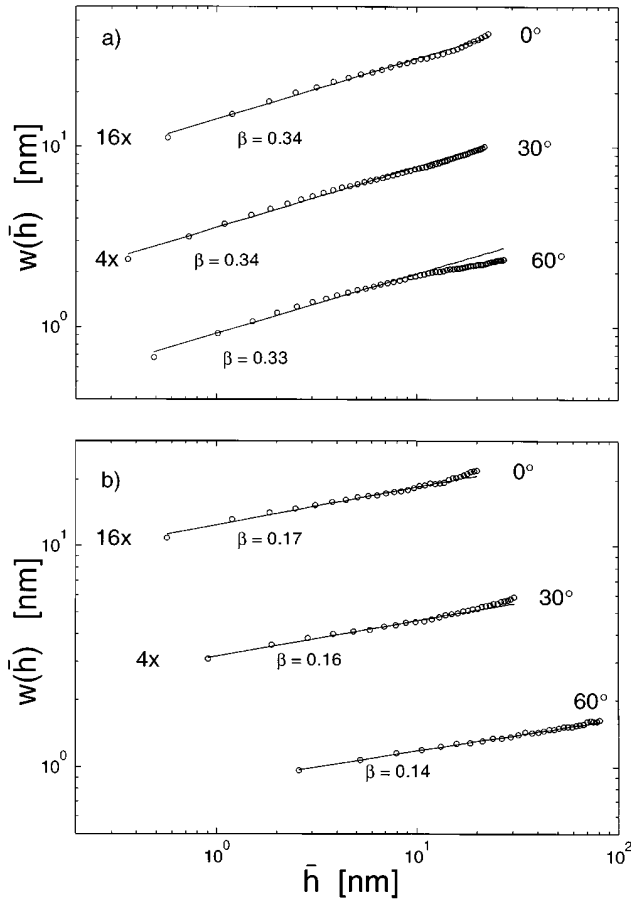 a)
0°
16x
β = 0.34
10¹
30°
w(h̄) [nm]
4x
β = 0.34
60°
10⁰
β = 0.33
b)
0°
16x
10¹
β = 0.17
30°
w(h̄) [nm]
4x
β = 0.16
60°
10⁰
β = 0.14
10⁰
10¹
10²
h̄ [nm]